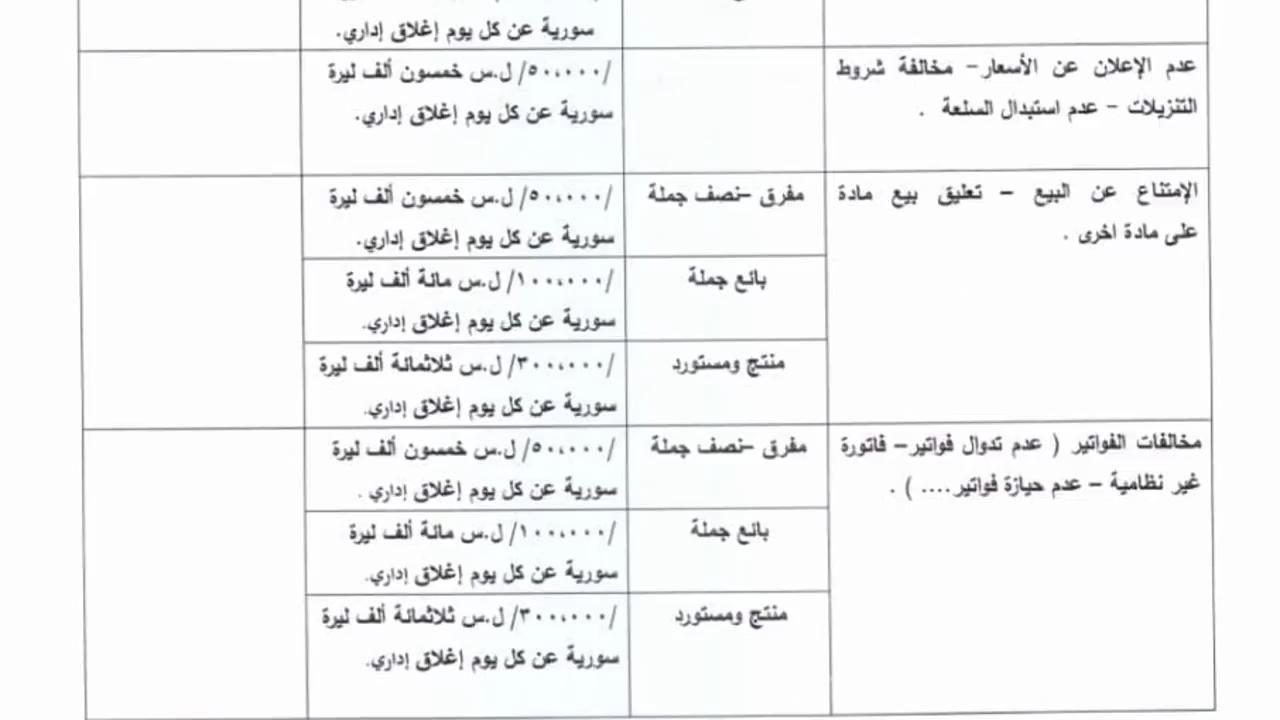 سورية عن كل يوم إغلاق إداري.
عدم الإعلان عن الأسعار– مخالفة شروط
التنزيلات – عدم استبدال السلعة .
/٥٠،٠٠٠/ ل.س خمسون ألف ليرة
سورية عن كل يوم إغلاق إداري.
الإمتناع عن البيع – تعليق بيع مادة
على مادة اخرى .
مفرق –نصف جملة
/٥٠،٠٠٠/ ل.س خمسون ألف ليرة
سورية عن كل يوم إغلاق إداري.
بائع جملة
/١٠٠،٠٠٠/ ل.س مائة ألف ليرة
سورية عن كل يوم إغلاق إداري.
منتج ومستورد
/٣٠٠،٠٠٠/ ل.س ثلاثمائة ألف ليرة
سورية عن كل يوم إغلاق إداري.
مخالفات الفواتير ( عدم تدوال فواتير– فاتورة
غير نظامية – عدم حيازة فواتير.... ) .
مفرق –نصف جملة
/٥٠،٠٠٠/ ل.س خمسون ألف ليرة
سورية عن كل يوم إغلاق إداري .
بائع جملة
/١٠٠،٠٠٠/ ل.س مائة ألف ليرة
سورية عن كل يوم إغلاق إداري.
منتج ومستورد
/٣٠٠،٠٠٠/ ل.س ثلاثمائة ألف ليرة
سورية عن كل يوم إغلاق إداري.